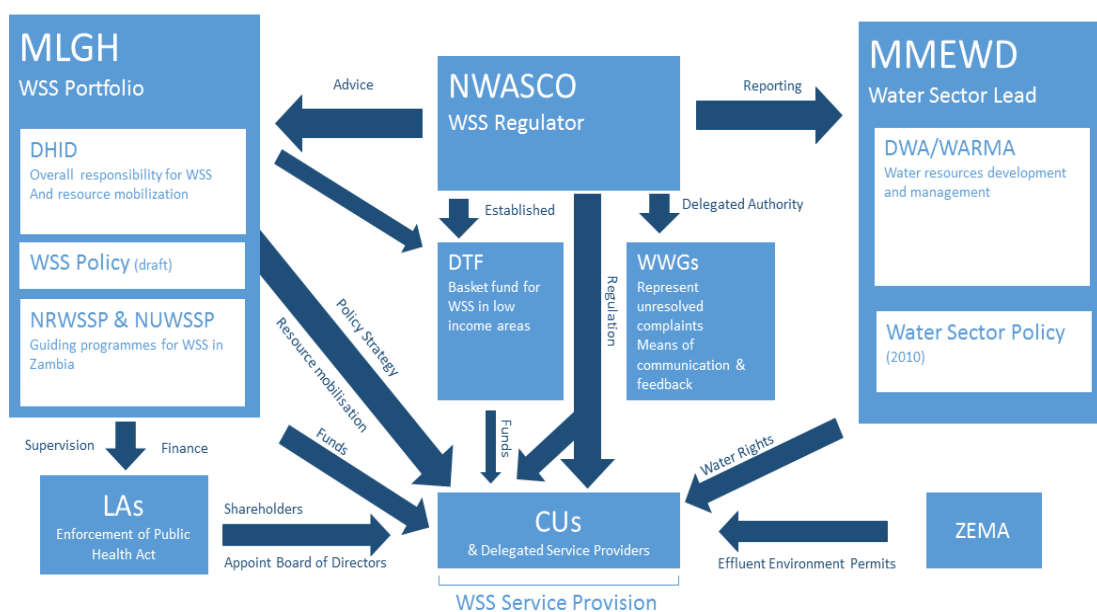 MLGH
WSS Portfolio
DHID
Overall responsibility for WSS
And resource mobilization
WSS Policy (draft)
NRWSSP & NUWSSP
Guiding programmes for WSS in
Zambia
Advice
NWASCO
WSS Regulator
Reporting
MMEWD
Water Sector Lead
DWA/WARMA
Water resources development
and management
Water Sector Policy
(2010)
Established
Delegated Authority
DTF
Basket fund for
WSS in low
income areas
Regulation
WWGs
Represent
unresolved
complaints
Means of
communication &
feedback
Policy Strategy
Resource mobilisation
Funds
Funds
Water Rights
Supervision
Finance
LAs
Enforcement of Public
Health Act
Shareholders
Appoint Board of Directors
CUs
& Delegated Service Providers
Effluent Environment Permits
ZEMA
WSS Service Provision